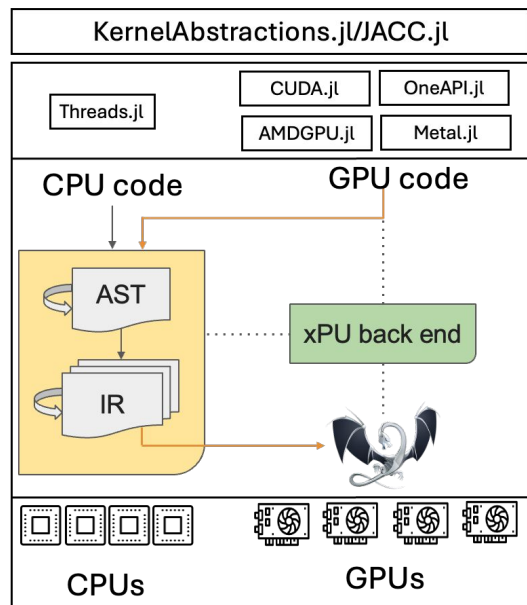 KernelAbstractions.jl/JACC.jl
Threads.jl
CUDA.jl
OneAPI.jl
AMDGPU.jl
Metal.jl
CPU code
GPU code
AST
xPU back end
IR
CPUs
GPUs